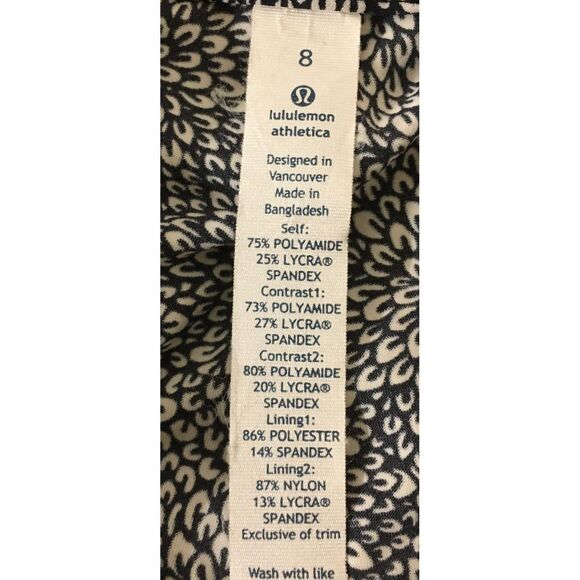 8
lululemon
athletica
Designed in
Vancouver
Made in
Bangladesh
Self:
75% POLYAMIDE
25% LYCRA®
SPANDEX
Contrast1:
73% POLYAMIDE
27% LYCRA®
SPANDEX
Contrast2:
80% POLYAMIDE
20% LYCRA®
SPANDEX
Lining1:
86% POLYESTER
14% SPANDEX
Lining2:
87% NYLON
13% LYCRA®
SPANDEX
Exclusive of trim
Wash with like